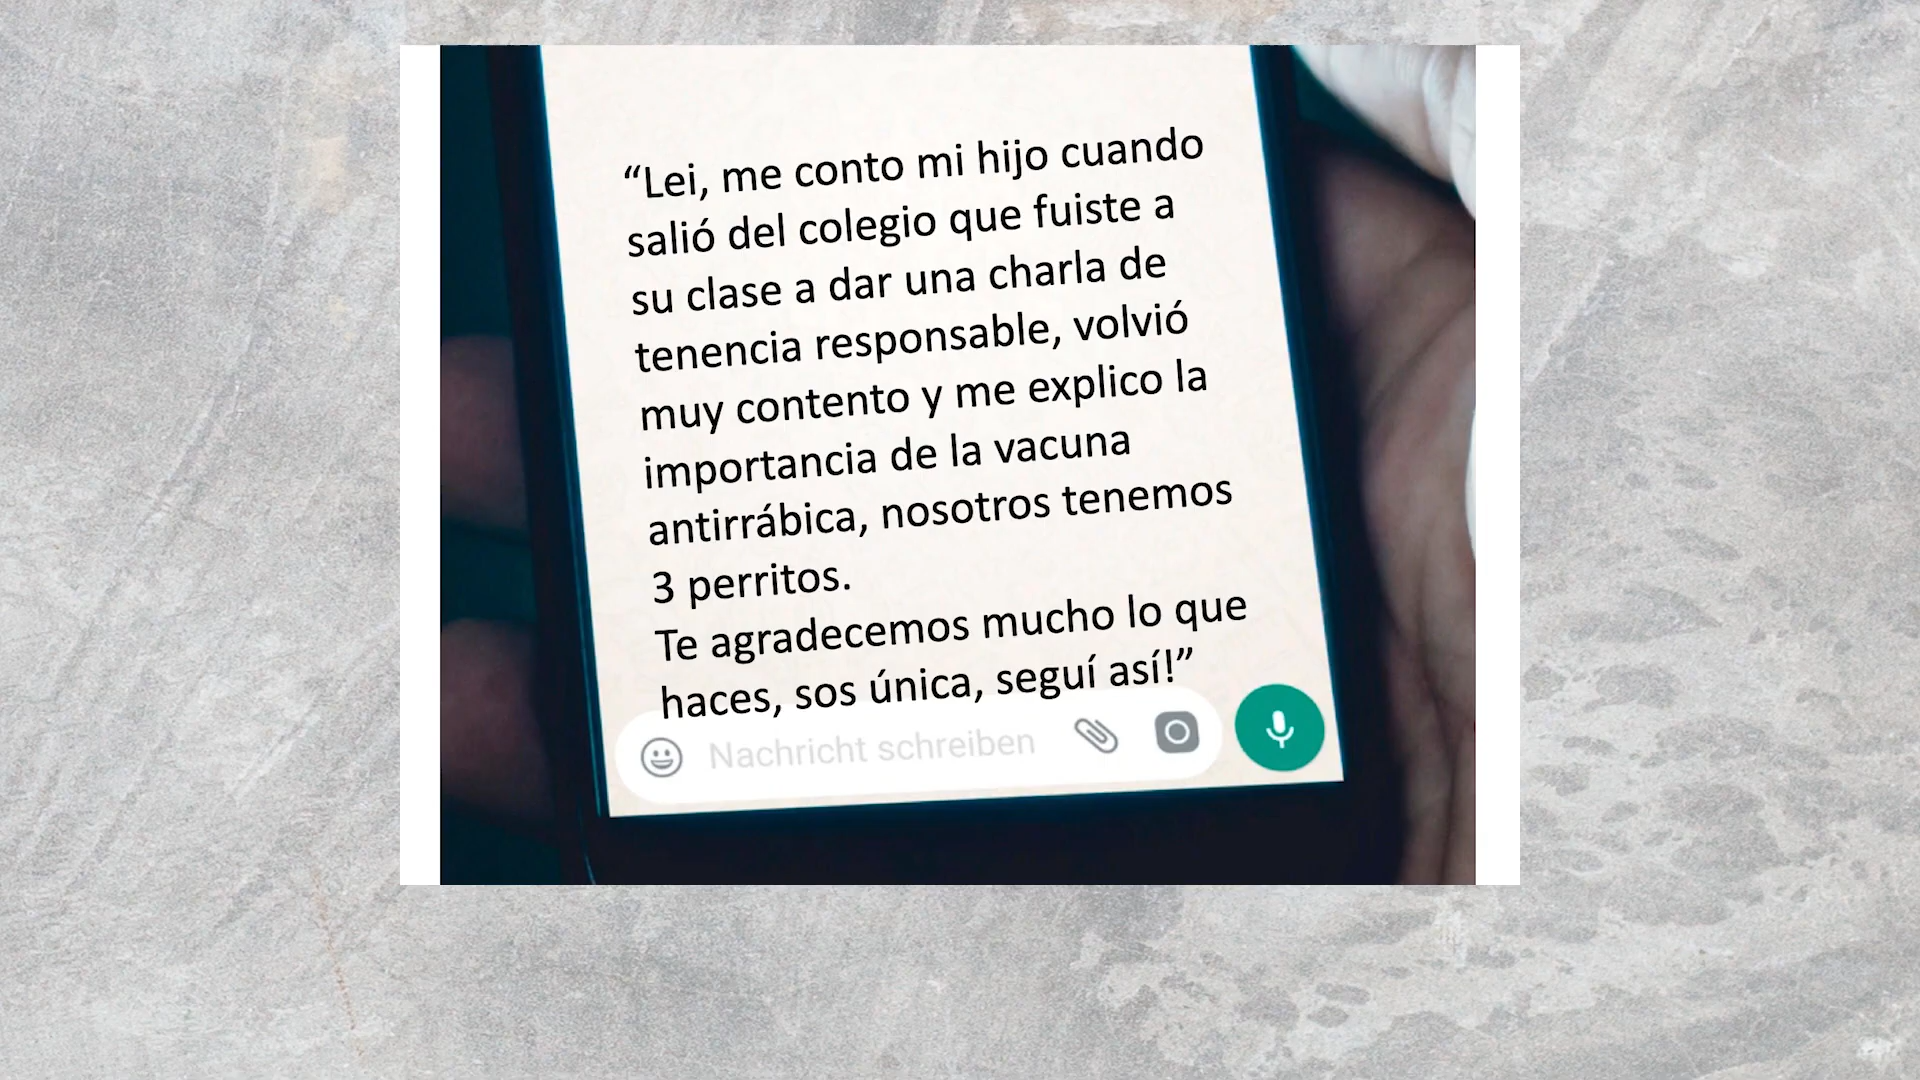 “Lei, me conto mi hijo cuando
salió del colegio que fuiste a
su clase a dar una charla de
tenencia responsable, volvió
muy contento y me explico la
importancia de la vacuna
antirrábica, nosotros tenemos
3 perritos.
Te agradecemos mucho lo que
haces, sos única, seguí así!”
Nachricht schreiben